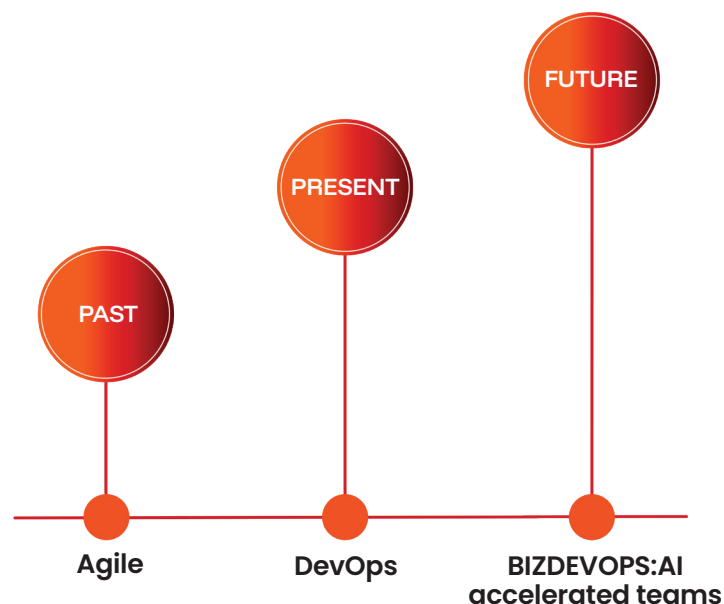 FUTURE
PRESENT
PAST
Agile
DevOps
BIZDEVOPS:AI
accelerated teams